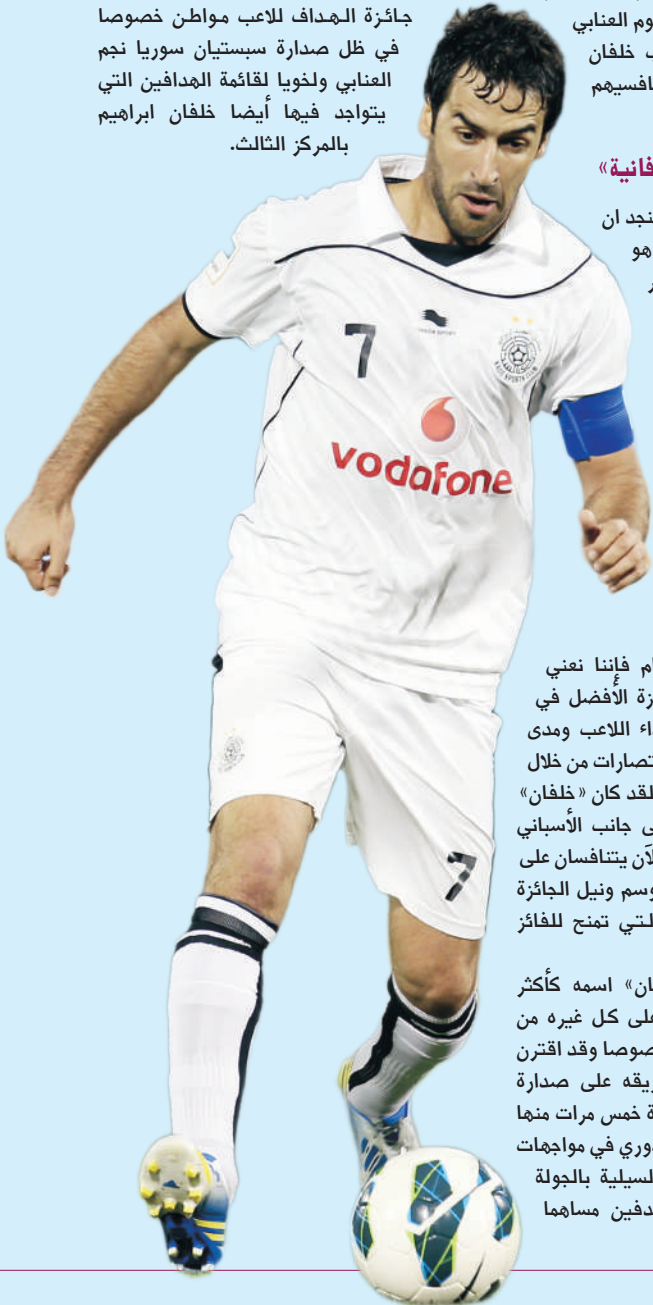 جائزة الهداف للاعب مواطن خصوصا
في ظل صدارة سبستيان سوريا نجم
العنابي ولخويا لقائمة الهدافين التي
يتواجد فيها أيضا خلفان ابراهيم
بالمركز الثالث.
وم العنابي
خلفان
افسيهم
فانية»
نجد ان
هو
ر
7
vodafone
7
ام فإننا نعني
زة الأفضل في
داء اللاعب ومدى
تصارات من خلال
لقد كان «خلفان»
ى جانب الأسباني
لآن يتنافسان على
وسم ونيل الجائزة
لتي تمنح للفائز
ان» اسمه كأكثر
على كل غيره من
صوصا وقد اقترن
ريقه على صدارة
ة خمس مرات منها
دوري في مواجهات
لسيلية بالجولة
دفين مساهما